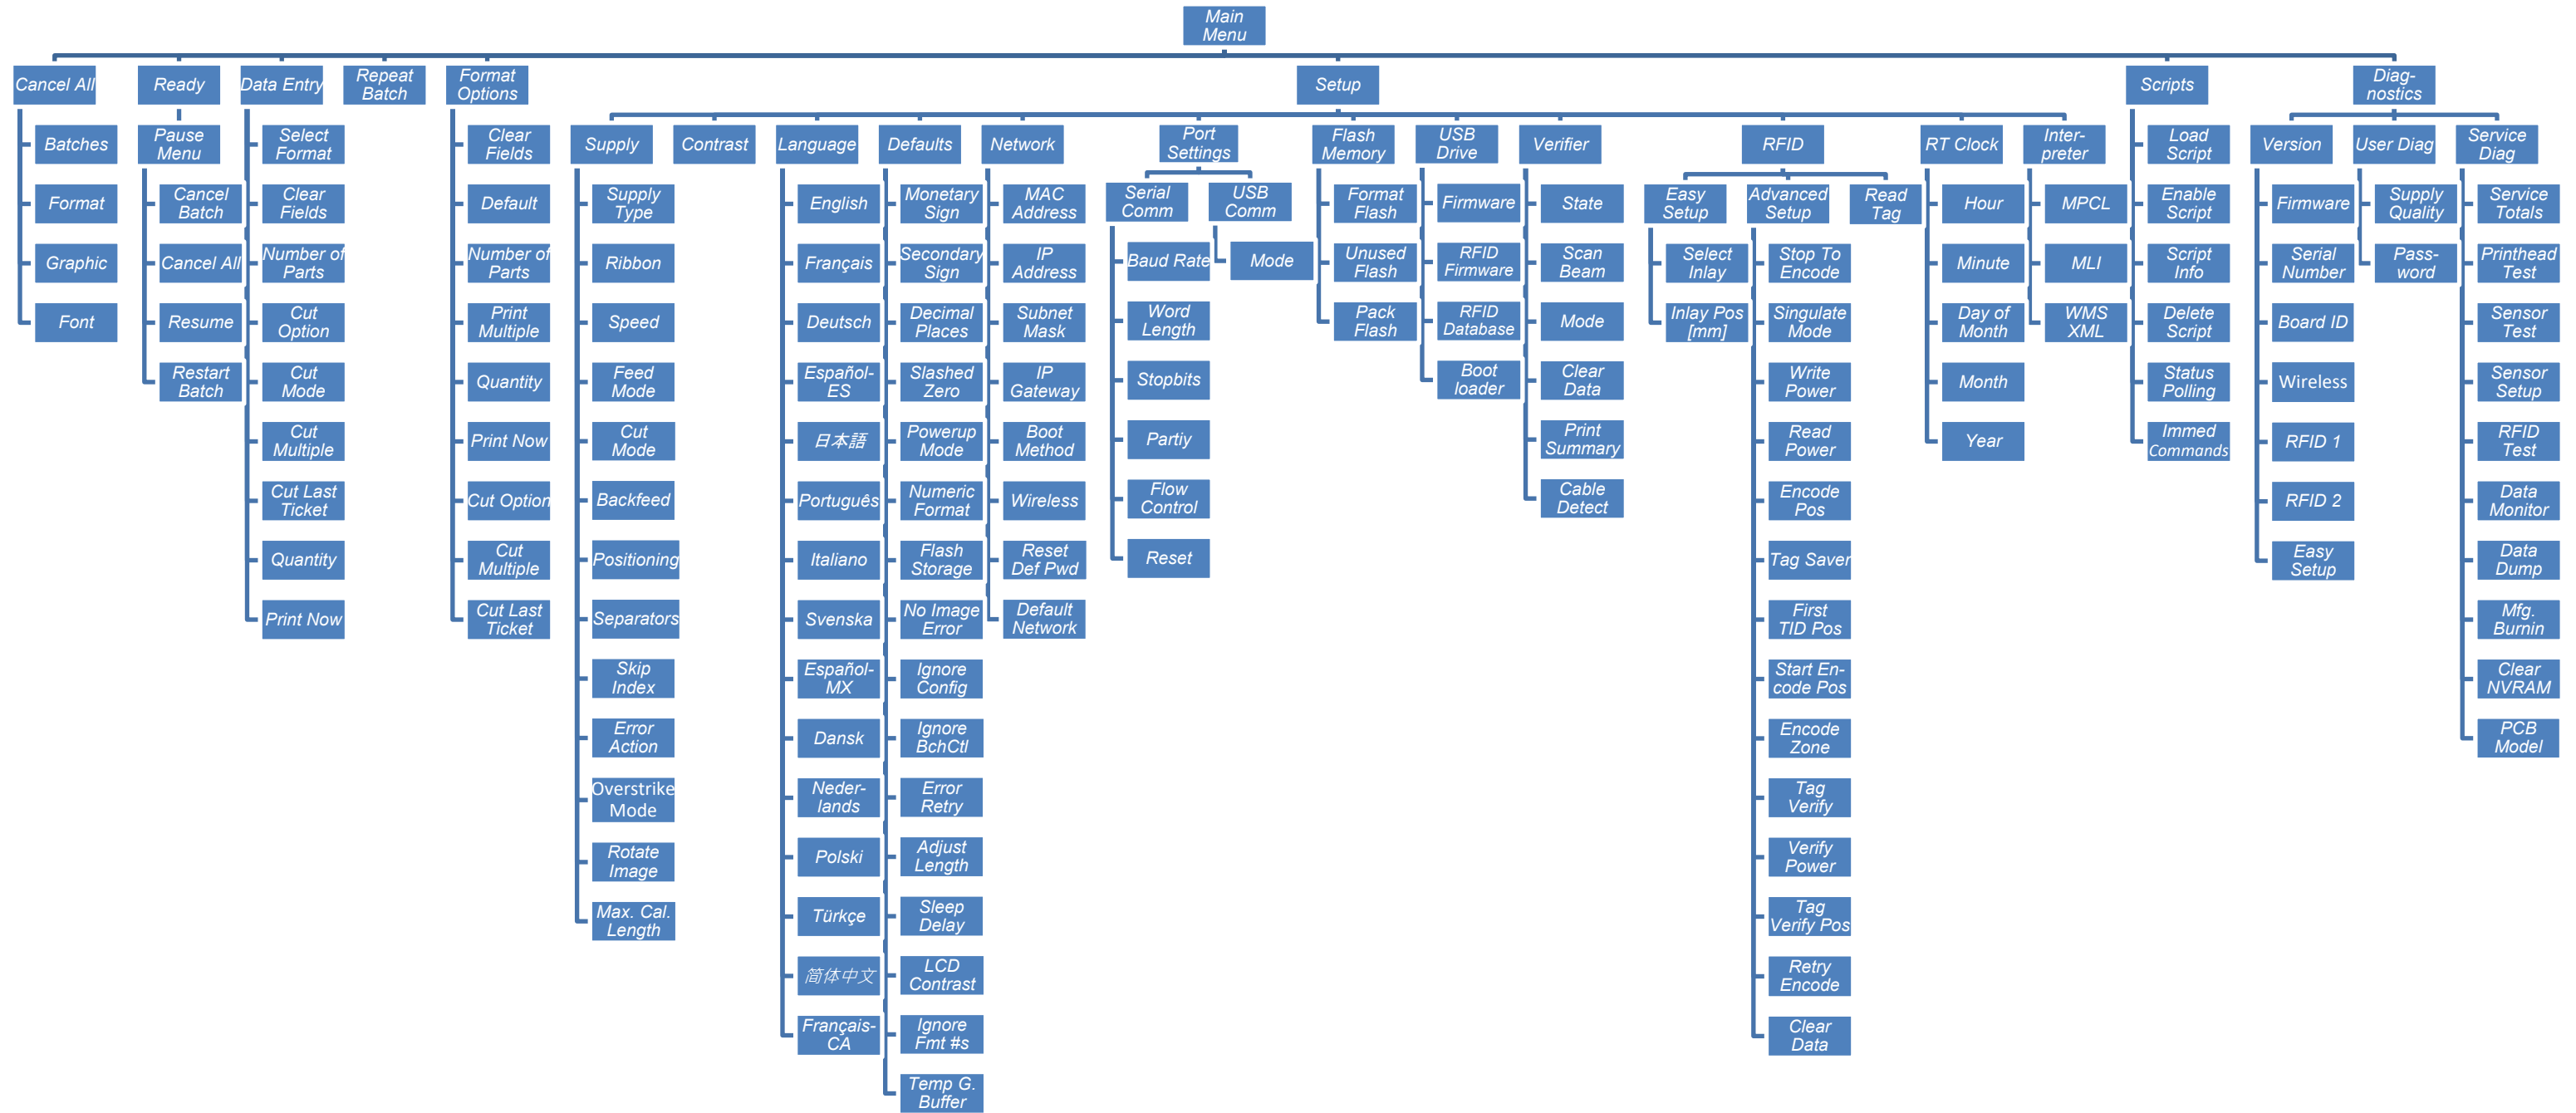 Main
Menu
Cancel All
Ready
Data Entry
Repeat
Batch
Format
Options
Setup
Scripts
Diag-
nostics
Batches
Format
Graphic
Font
Pause
Menu
Cancel
Batch
Cancel All
Resume
Restart
Batch
Select
Format
Clear
Fields
Number of
Parts
Cut
Option
Cut
Mode
Cut
Multiple
Cut Last
Ticket
Quantity
Print Now
Clear
Fields
Default
Number of
Parts
Print
Multiple
Quantity
Print Now
Cut Option
Cut
Multiple
Cut Last
Ticket
Supply
Supply
Type
Ribbon
Speed
Feed
Mode
Cut
Mode
Backfeed
Positioning
Separators
Skip
Index
Error
Action
Overstrike
Mode
Rotate
Image
Max. Cal.
Length
Contrast
Language
English
Français
Deutsch
Español-
ES
日本語
Português
Italiano
Svenska
Español-
MX
Dansk
Neder-
lands
Polski
Türkçe
简体中文
Français-
CA
Defaults
Monetary
Sign
Secondary
Sign
Decimal
Places
Slashed
Zero
Powerup
Mode
Numeric
Format
Flash
Storage
No Image
Error
Ignore
Config
Ignore
BchCtl
Error
Retry
Adjust
Length
Sleep
Delay
LCD
Contrast
Ignore
Fmt #s
Temp G.
Buffer
Network
MAC
Address
IP
Address
Subnet
Mask
IP
Gateway
Boot
Method
Wireless
Reset
Def Pwd
Default
Network
Port
Settings
Serial
Comm
Baud Rate
Word
Length
Stopbits
Partiy
Flow
Control
Reset
USB
Comm
Mode
Flash
Memory
Format
Flash
Unused
Flash
Pack
Flash
USB
Drive
Firmware
RFID
Firmware
RFID
Database
Boot
loader
Verifier
State
Scan
Beam
Mode
Clear
Data
Print
Summary
Cable
Detect
RFID
Easy
Setup
Select
Inlay
Inlay Pos
[mm]
Advanced
Setup
Stop To
Encode
Singulate
Mode
Write
Power
Read
Power
Encode
Pos
Tag Saver
First
TID Pos
Start En-
code Pos
Encode
Zone
Tag
Verify
Verify
Power
Tag
Verify Pos
Retry
Encode
Clear
Data
Read
Tag
RT Clock
Hour
Minute
Day of
Month
Month
Year
Inter-
preter
MPCL
MLI
WMS
XML
Load
Script
Enable
Script
Script
Info
Delete
Script
Status
Polling
Immed
Commands
Version
Firmware
Serial
Number
Board ID
Wireless
RFID 1
RFID 2
Easy
Setup
User Diag
Supply
Quality
Pass-
word
Service
Diag
Service
Totals
Printhead
Test
Sensor
Test
Sensor
Setup
RFID
Test
Data
Monitor
Data
Dump
Mfg.
Burnin
Clear
NVRAM
PCB
Model